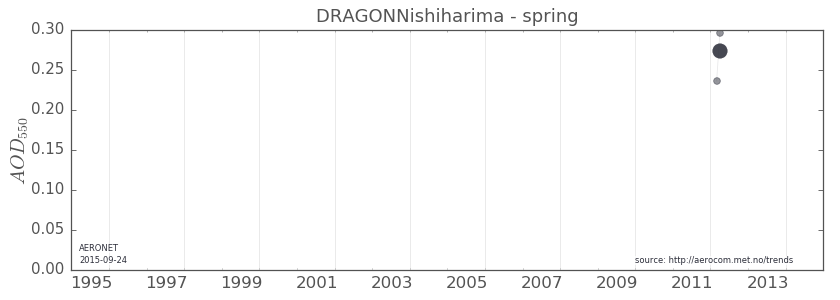 DRAGONNishiharima - spring
0.30
0.25
0.20
0.15
0.10
0.05
0.00
AOD550
AERONET
2015-09-24
source: http://aerocom.met.no/trends
1995 1997 1999 2001 2003 2005 2007 2009 2011 2013